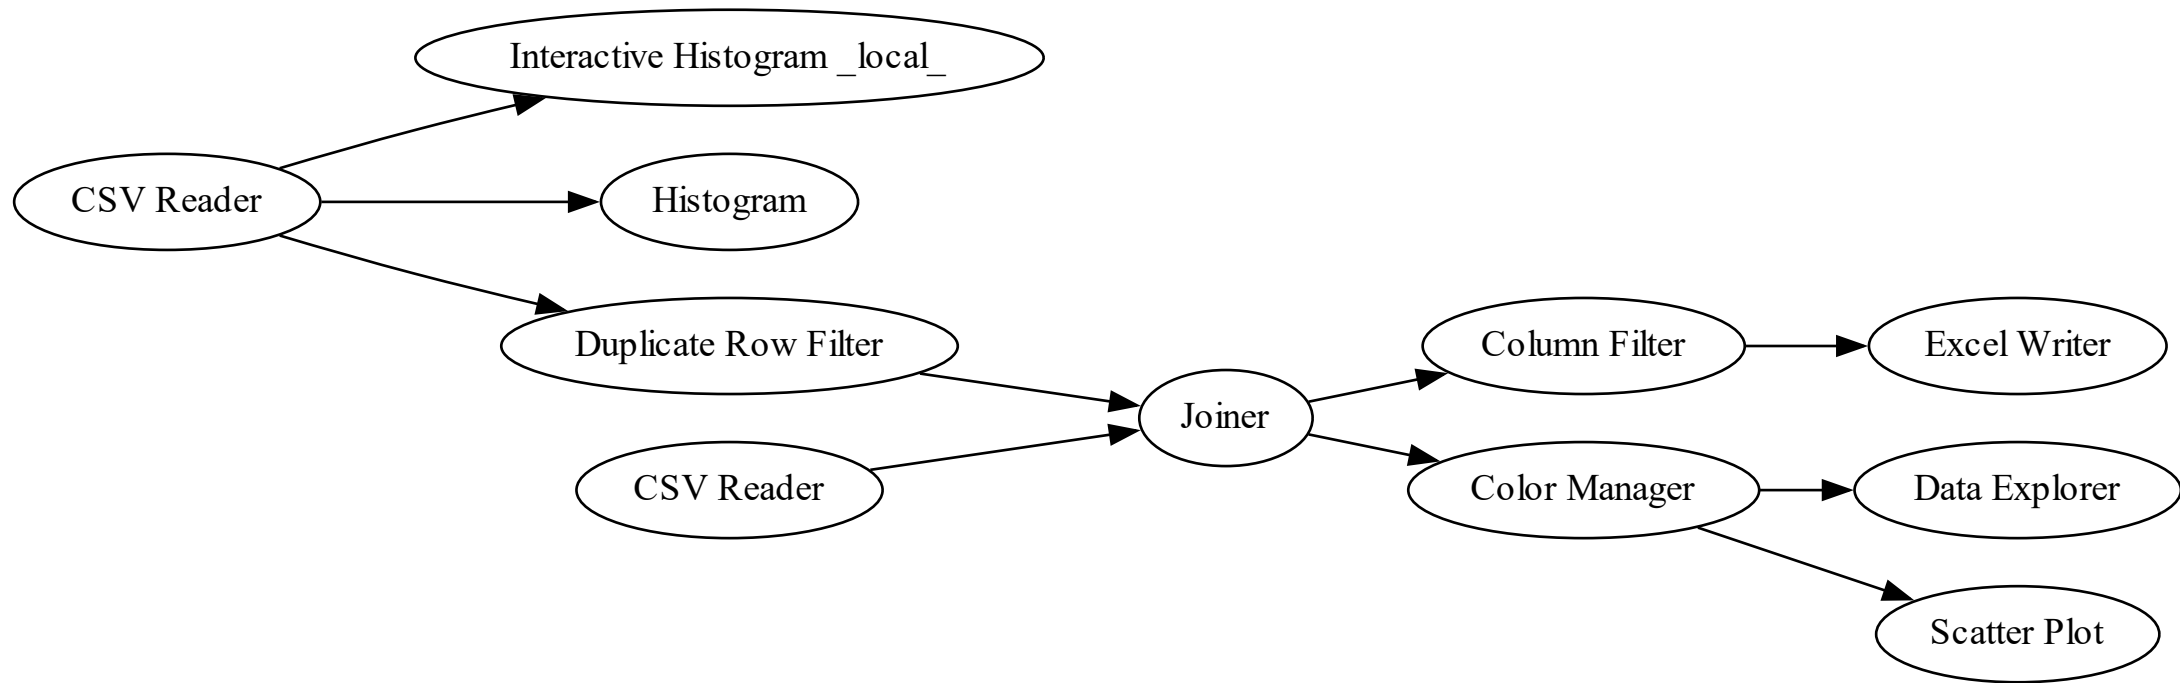 Interactive Histogram _local_
CSV Reader
Histogram
Duplicate Row Filter
Column Filter
Excel Writer
Joiner
CSV Reader
Color Manager
Data Explorer
Scatter Plot